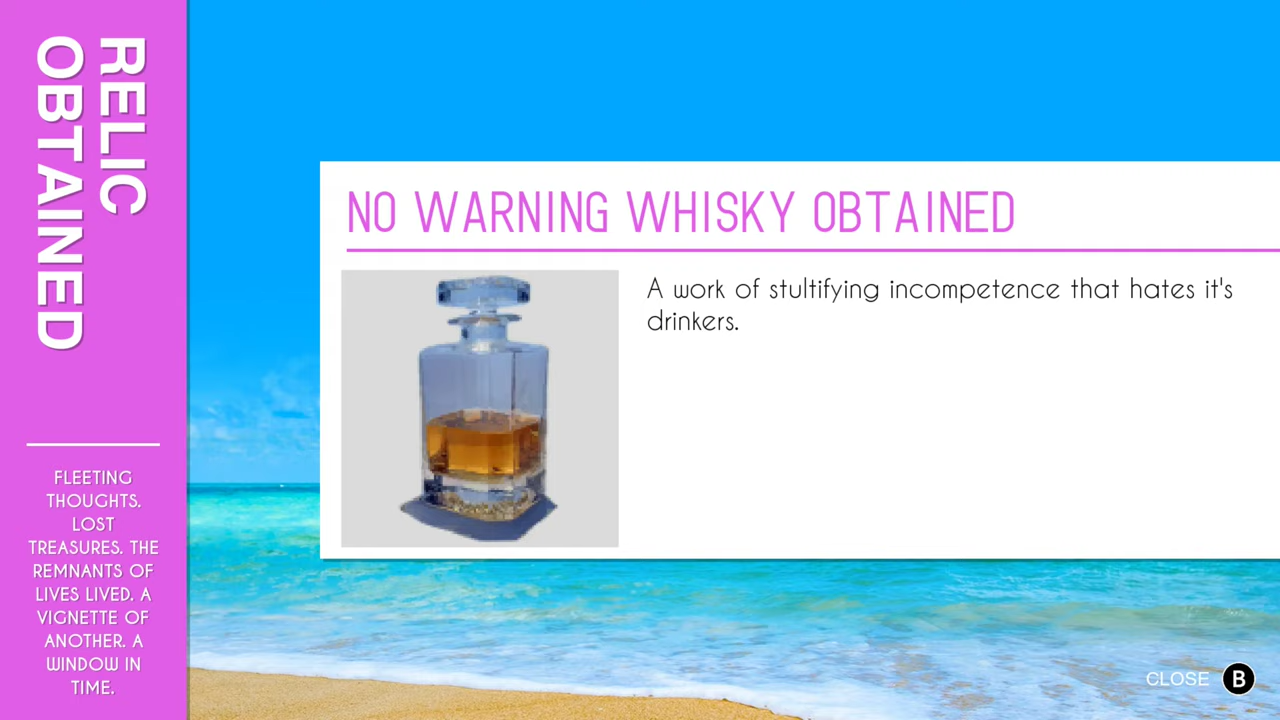 RELIC
OBTAINED
FLEETING
THOUGHTS.
LOST
TREASURES. THE
REMNANTS OF
LIVES LIVED. A
VIGNETTE OF
ANOTHER. A
WINDOW IN
TIME.
NO WARNING WHISKY OBTAINED
A work of stultifying incompetence that hates it's
drinkers.
CLOSE B